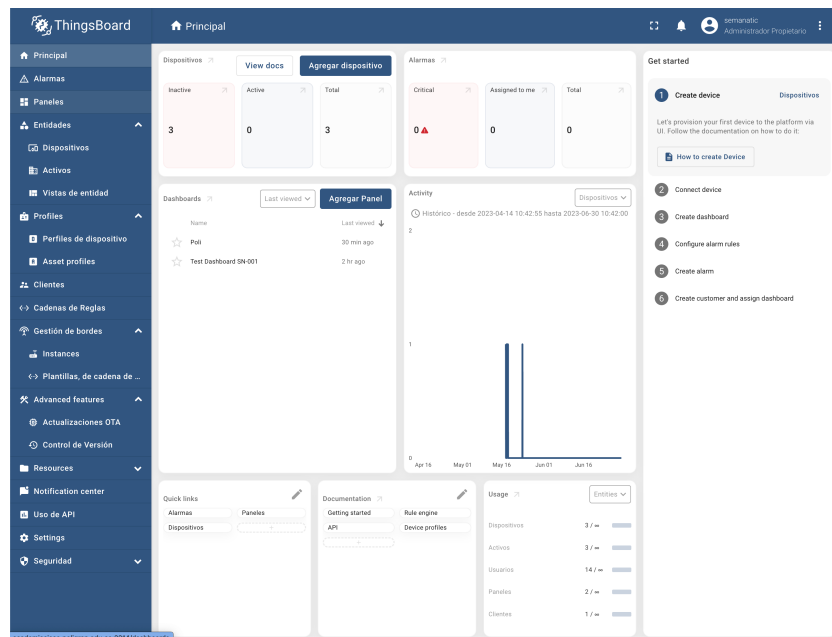 ThingsBoard
Principal
semanatic
Administrador Propietario
Principal
Alarmas
Paneles
Entidades
Dispositivos
Activos
Vistas de entidad
Profiles
Perfiles de dispositivo
Asset profiles
Clientes
Cadenas de Reglas
Gestión de bordes
Instances
Plantillas, de cadena de ...
Advanced features
Actualizaciones OTA
Control de Versión
Resources
Notification center
Uso de API
Settings
Seguridad
Dispositivos
View docs
Agregar dispositivo
Inactive
Active
Total
3
0
3
Alarmas
Critical
Assigned to me
Total
0
0
0
Dashboards
Last viewed
Agregar Panel
Name
Last viewed
Poli
30 min ago
Test Dashboard SN-001
2 hr ago
Activity
Dispositivos
Histórico - desde 2023-04-14 10:42:55 hasta 2023-06-30 10:42:00
2
1
0
Apr 16 May 01 May 16 Jun 01 Jun 16
Quick links
Alarmas
Paneles
Dispositivos
+
Documentation
Getting started
Rule engine
API
Device profiles
+
Usage
Entities
Dispositivos 3 / ∞
Activos 3 / ∞
Usuarios 14 / ∞
Paneles 2 / ∞
Clientes 1 / ∞
Get started
1 Create device Dispositivos
Let's provision your first device to the platform via
UI. Follow the documentation on how to do it:
How to create Device
2 Connect device
3 Create dashboard
4 Configure alarm rules
5 Create alarm
6 Create customer and assign dashboard